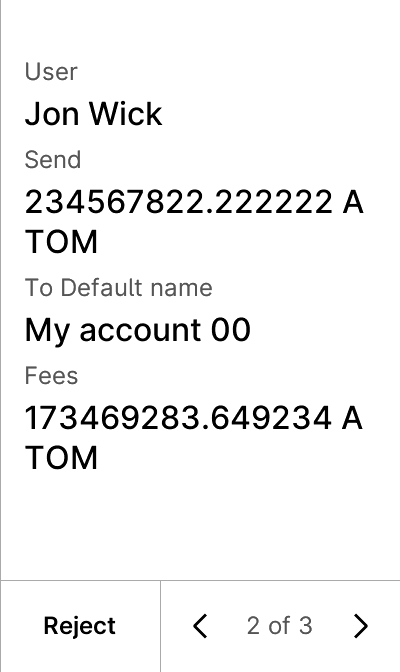 User
Jon Wick
Send
234567822.222222 A
TOM
To Default name
My account 00
Fees
173469283.649234 A
TOM
Reject
2 of 3